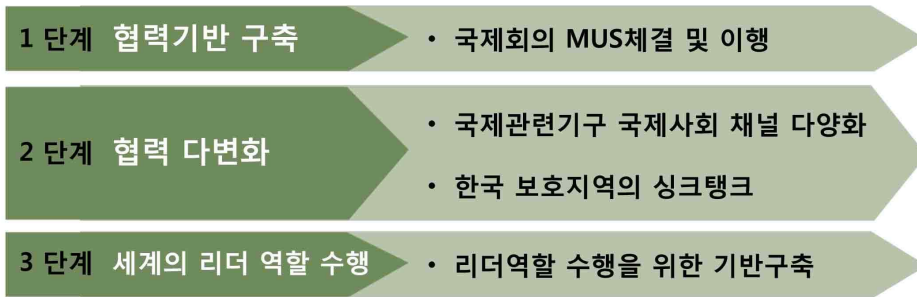 1 단계 협력기반 구축
• 국제회의 MUS체결 및 이행
2 단계 협력 다변화
• 국제관련기구 국제사회 채널 다양화
• 한국 보호지역의 싱크탱크
3 단계 세계의 리더 역할 수행
• 리더역할 수행을 위한 기반구축